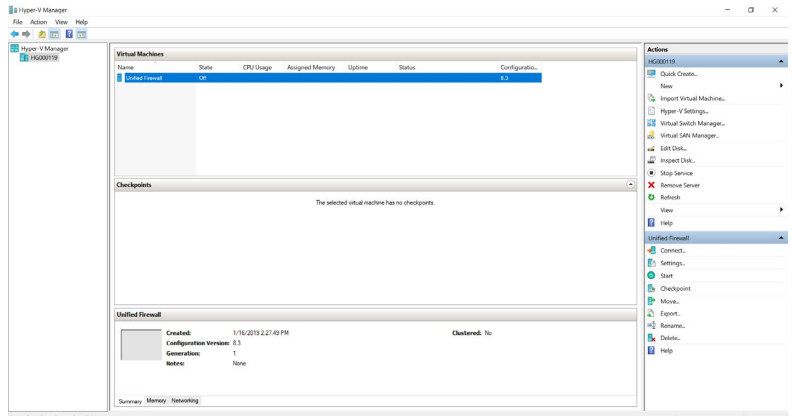 Hyper-V Manager
File Action View Help
Hyper-V Manager
HG000119
Virtual Machines
Name State CPU Usage Assigned Memory Uptime Status Configuratio...
Unified Firewall Off 8.3
Checkpoints
The selected virtual machine has no checkpoints.
Unified Firewall
Created: 1/16/2019 2:27:49 PM Clustered: No
Configuration Version: 8.3
Generation: 1
Notes: None
Summary Memory Networking
Actions
HG000119
Quick Create...
New
Import Virtual Machine...
Hyper-V Settings...
Virtual Switch Manager...
Virtual SAN Manager...
Edit Disk...
Inspect Disk...
Stop Service
Remove Server
Refresh
View
Help
Unified Firewall
Connect...
Settings...
Start
Checkpoint
Move...
Export...
Rename...
Delete...
Help